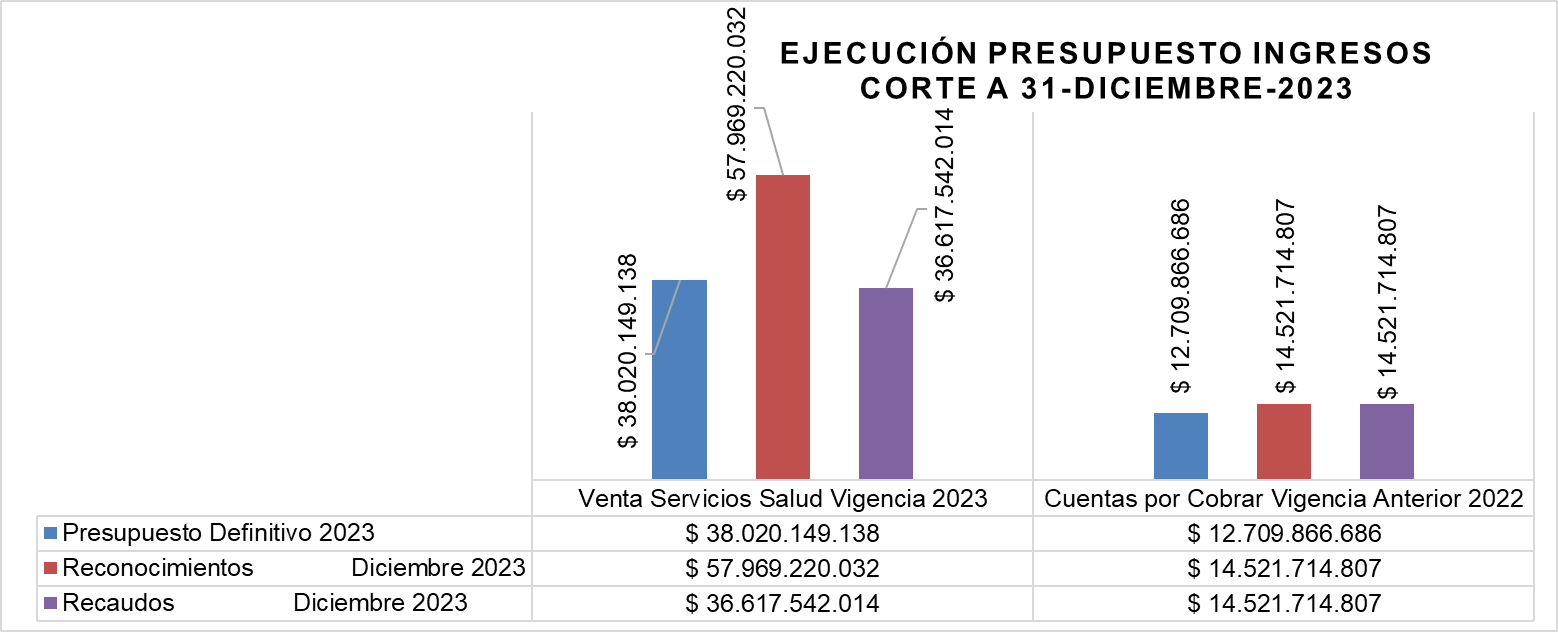 EJECUCIÓN PRESUPUESTO INGRESOS
CORTE A 31-DICIEMBRE-2023
$ 38.020.149.138
$ 57.969.220.032
$ 36.617.542.014
$ 12.709.866.686
$ 14.521.714.807
$ 14.521.714.807
Venta Servicios Salud Vigencia 2023 Cuentas por Cobrar Vigencia Anterior 2022
Presupuesto Definitivo 2023 $ 38.020.149.138 $ 12.709.866.686
Reconocimientos Diciembre 2023 $ 57.969.220.032 $ 14.521.714.807
Recaudos Diciembre 2023 $ 36.617.542.014 $ 14.521.714.807